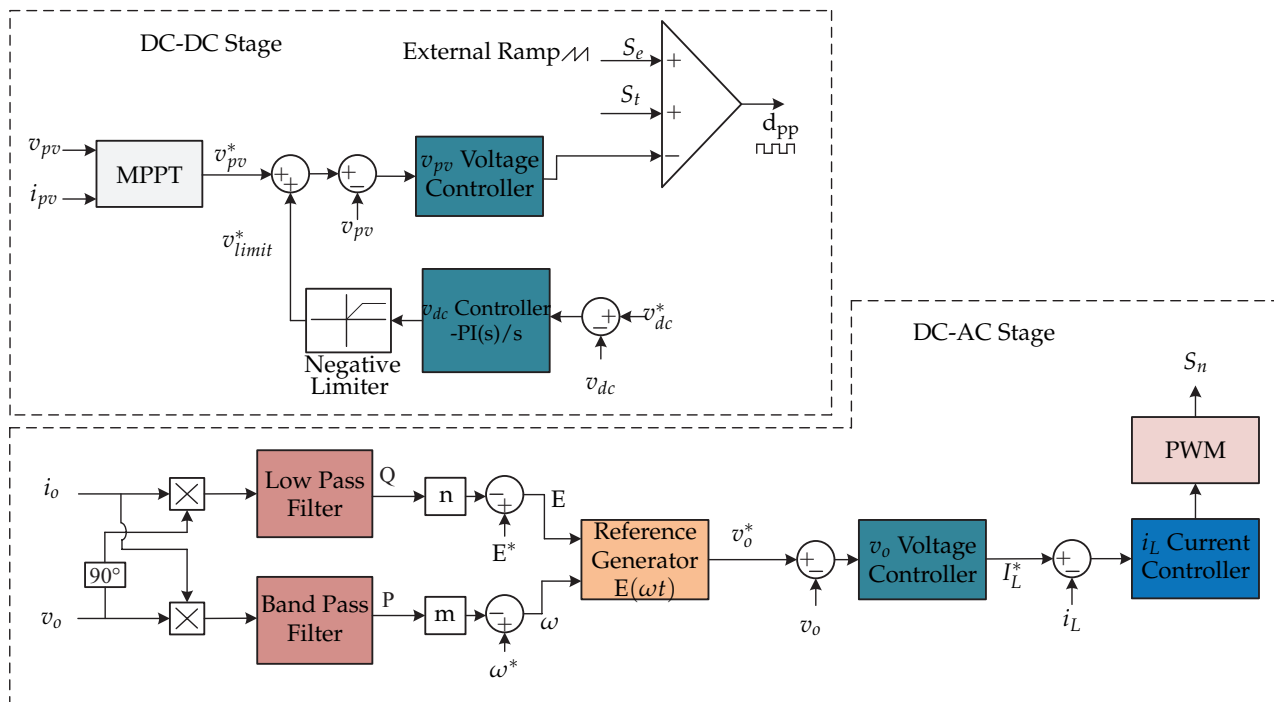 DC-DC Stage
External Ramp
S_e
+
S_t
+
−
d_pp
v_pv
i_pv
MPPT
v*_pv
+
+
+
−
v_pv
v_pv Voltage
Controller
v*_limit
Negative
Limiter
v_dc Controller
-PI(s)/s
+
−
v*_dc
v_dc
DC-AC Stage
S_n
PWM
i_o
v_o
90°
Low Pass
Filter
Q
n
−
+
E*
E
Band Pass
Filter
P
m
−
+
ω*
ω
Reference
Generator
E(ωt)
v*_o
+
−
v_o
v_o Voltage
Controller
I*_L
+
−
i_L
i_L Current
Controller